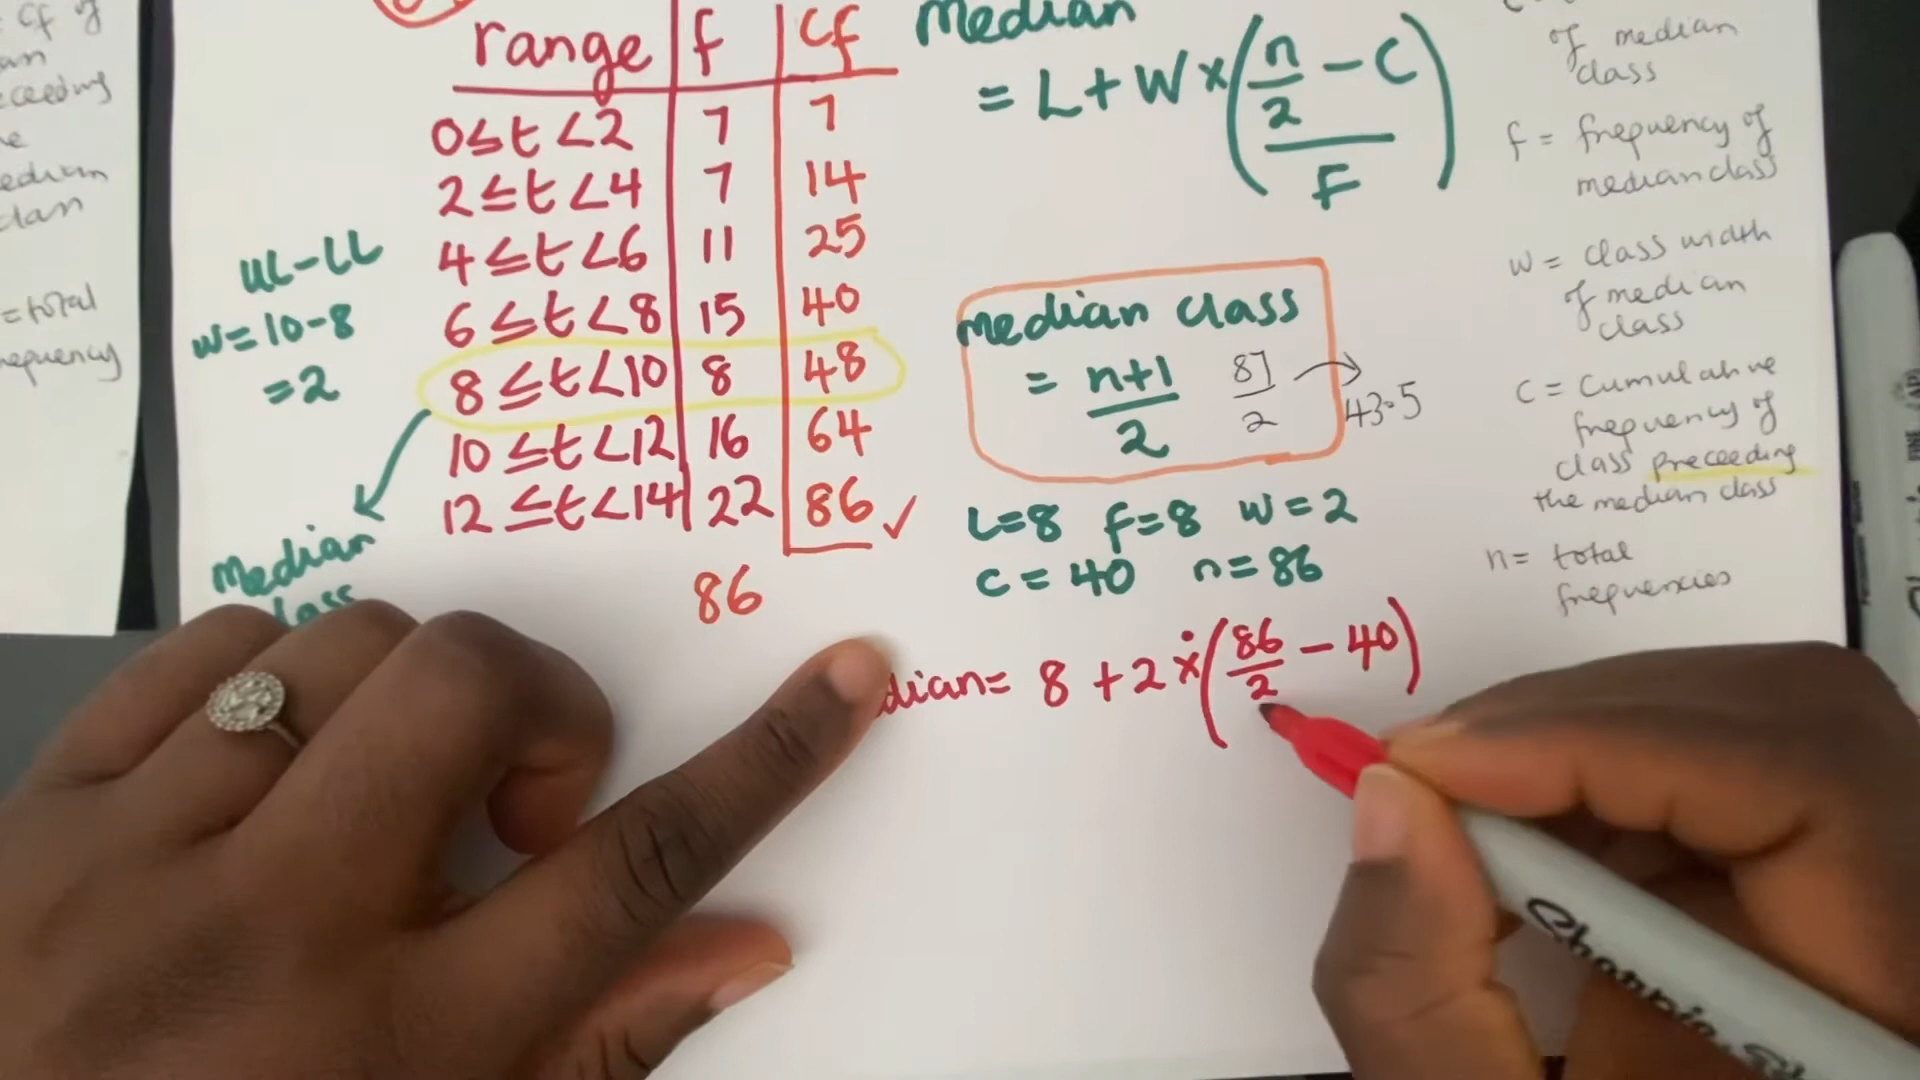 cf of
range f cf
0≤t<2 7 7
2≤t<4 7 14
4≤t<6 11 25
6≤t<8 15 40
8≤t<10 8 48
10≤t<12 16 64
12≤t<14 22 86 ✓
86
UL-LL
W=10-8
=2
Median
=total
Median
= L+W×(n/2 - C / F)
median class
= n+1/2 87/2 → 43.5
L=8 f=8 W=2
C=40 n=86
dian= 8+2×(86/2 - 40)
of median
class
f = frequency of
median class
w = class width
of median
class
C = cumulative
frequency of
class preceeding
the median class
n= total
frequencies